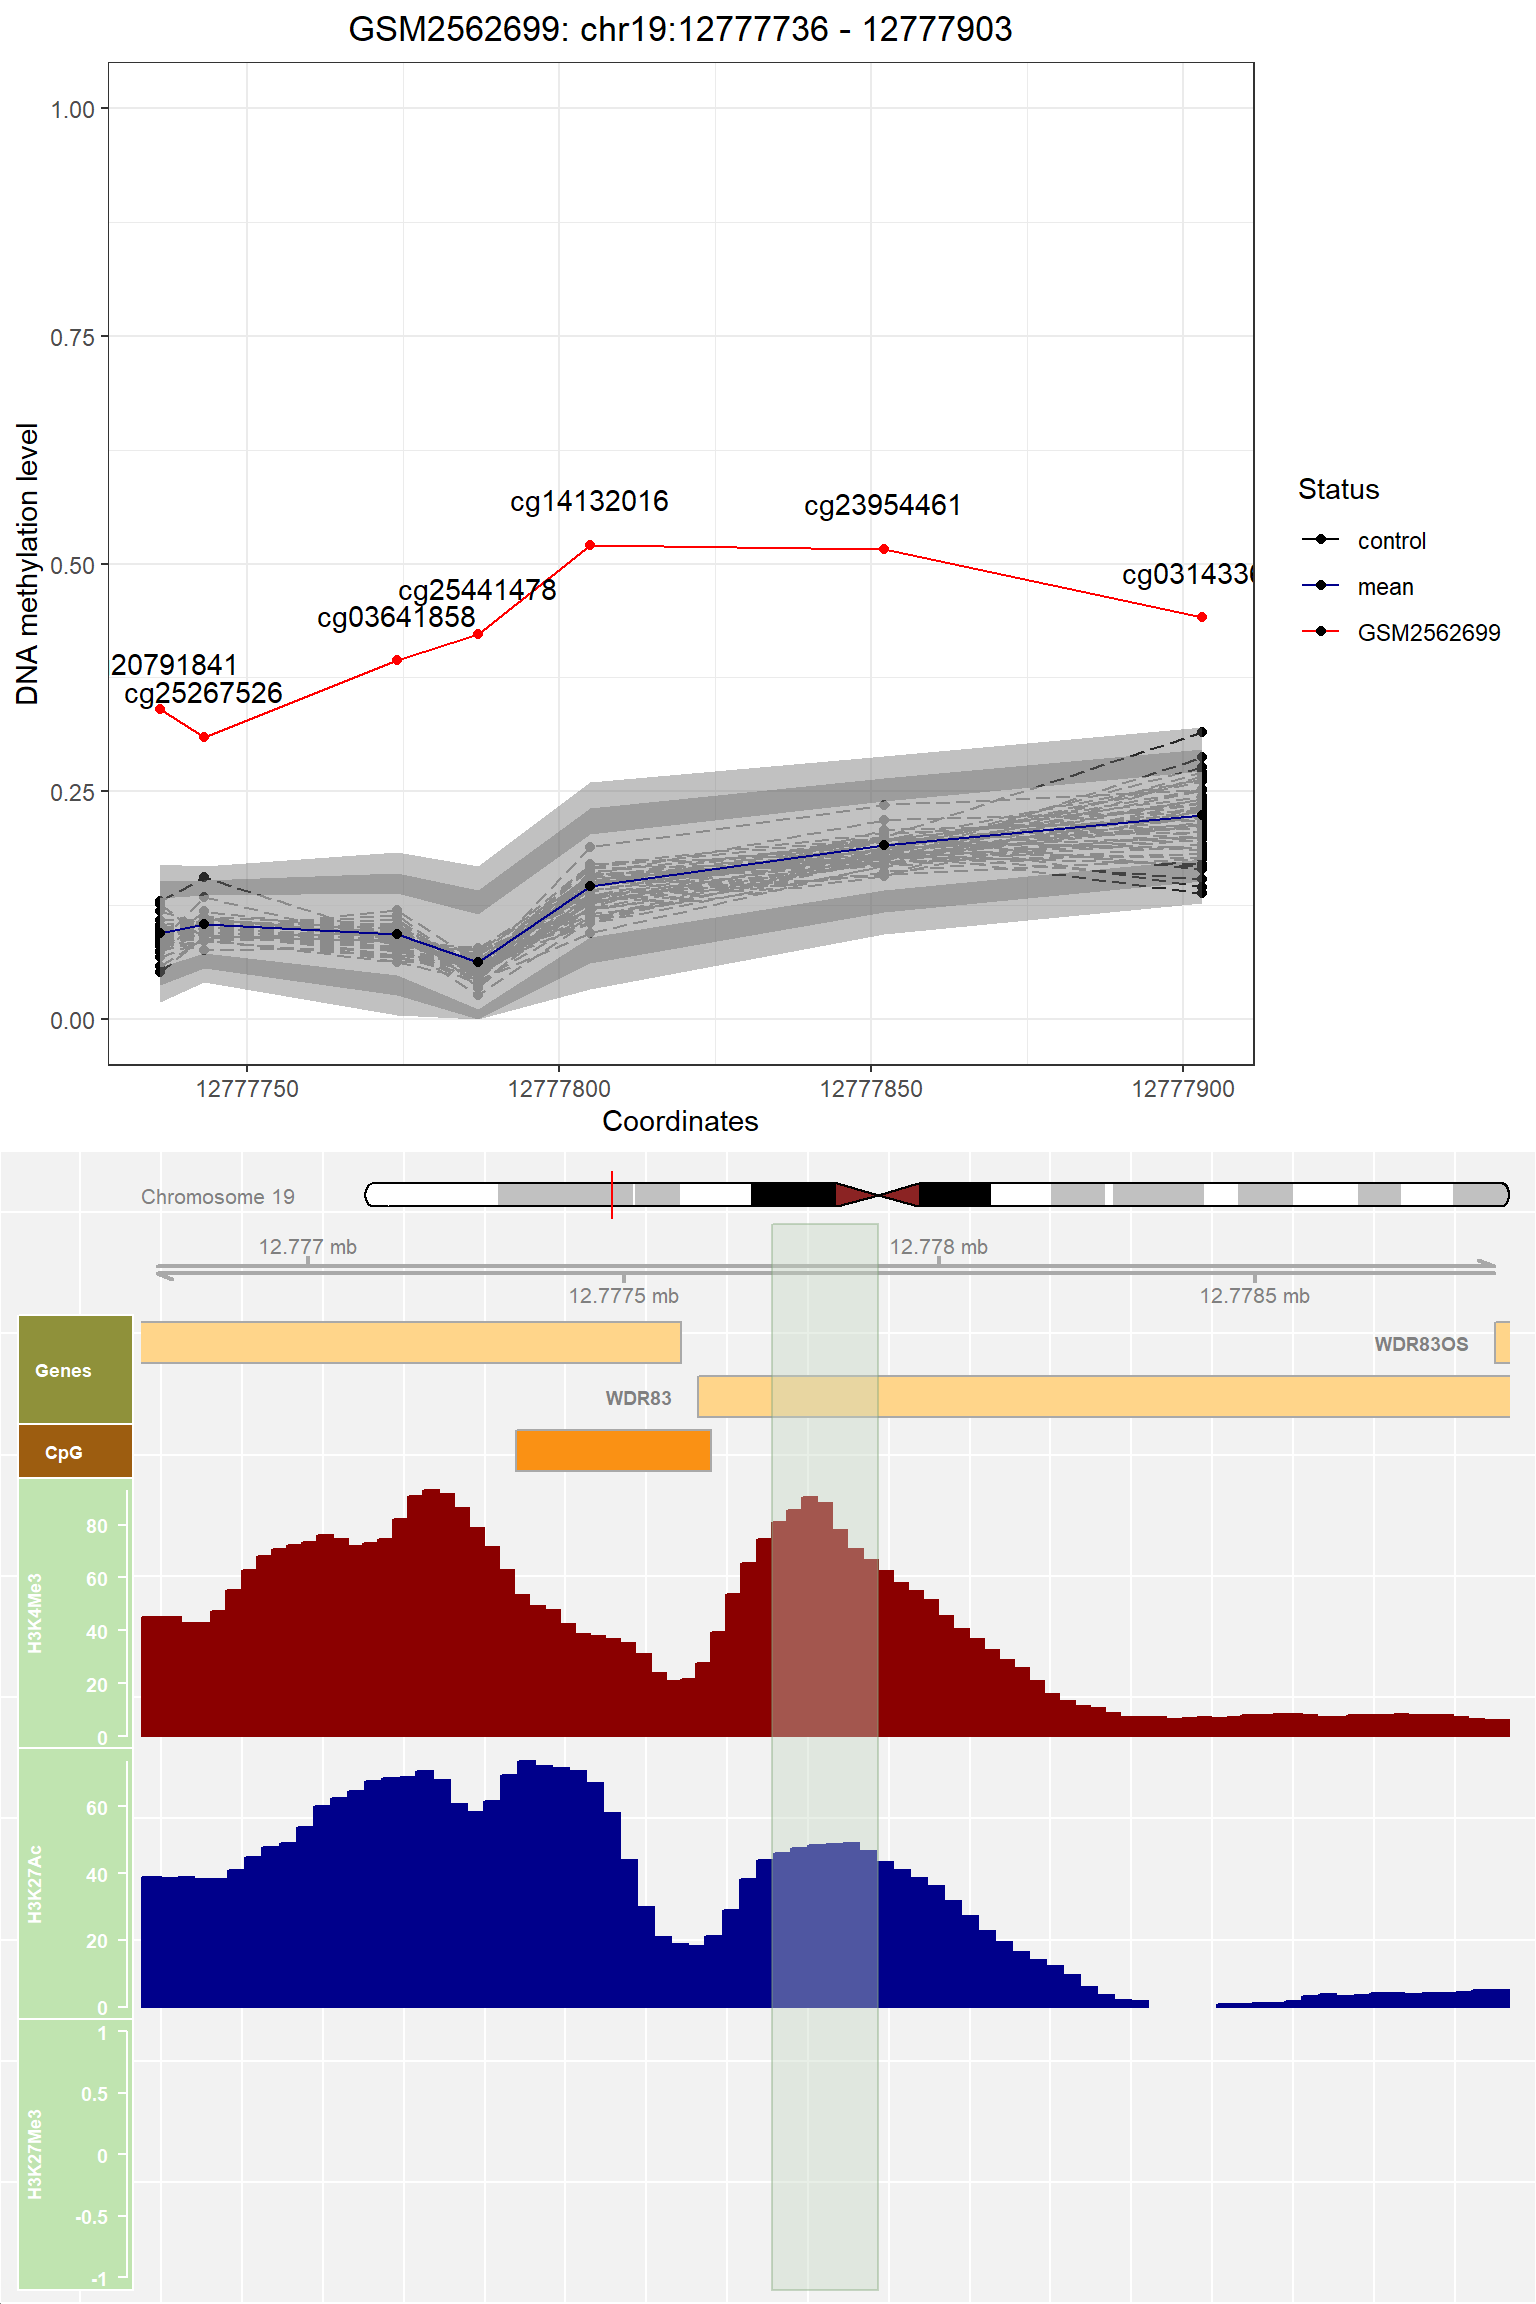 GSM2562699: chr19:12777736 - 12777903
DNA methylation level
1.00
0.75
0.50
0.25
0.00
cg14132016
cg23954461
cg0314336
cg25441478
cg03641858
20791841
cg25267526
12777750
12777800
12777850
12777900
Coordinates
Status
control
mean
GSM2562699
Chromosome 19
12.777 mb
12.778 mb
12.7775 mb
12.7785 mb
Genes
WDR83OS
WDR83
CpG
H3K4Me3
80
60
40
20
0
H3K27Ac
60
40
20
0
H3K27Me3
1
0.5
0
-0.5
-1